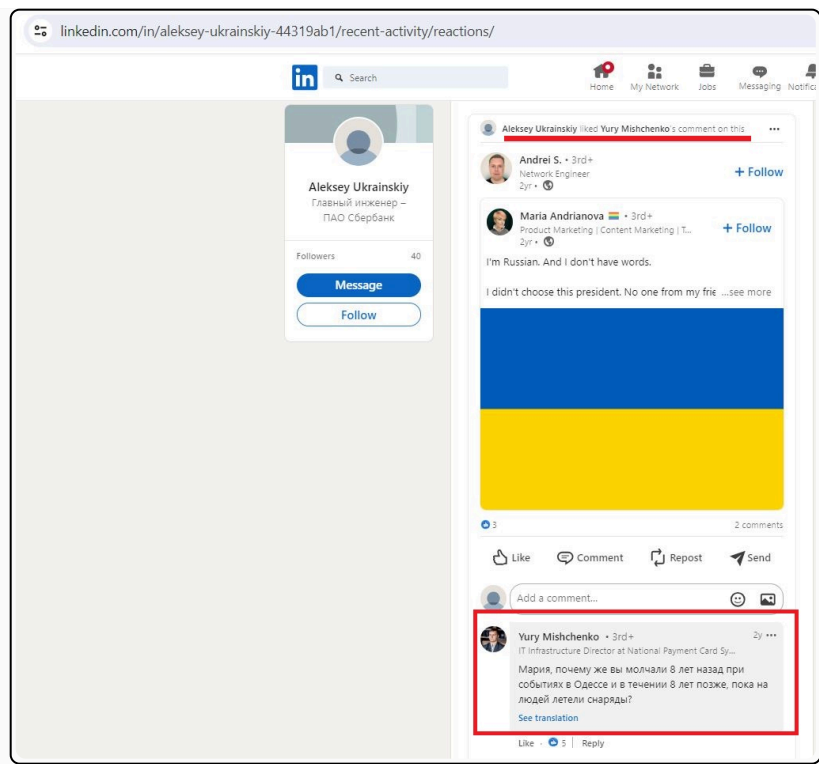 linkedin.com/in/aleksey-ukrainskiy-44319ab1/recent-activity/reactions/
in
Search
Home
My Network
Jobs
Messaging
Aleksey Ukrainskiy
Главный инженер –
ПАО Сбербанк
Followers 40
Message
Follow
Aleksey Ukrainskiy liked Yury Mishchenko's comment on this
Andrei S. • 3rd+
Network Engineer
2yr •
+ Follow
Maria Andrianova • 3rd+
Product Marketing | Content Marketing | T...
2yr •
+ Follow
I'm Russian. And I don't have words.
I didn't choose this president. No one from my frie ...see more
3
2 comments
Like
Comment
Repost
Send
Add a comment...
Yury Mishchenko • 3rd+
2y
IT Infrastructure Director at National Payment Card Sy...
Мария, почему же вы молчали 8 лет назад при
событиях в Одессе и в течении 8 лет позже, пока на
людей летели снаряды?
See translation
Like · 5 | Reply